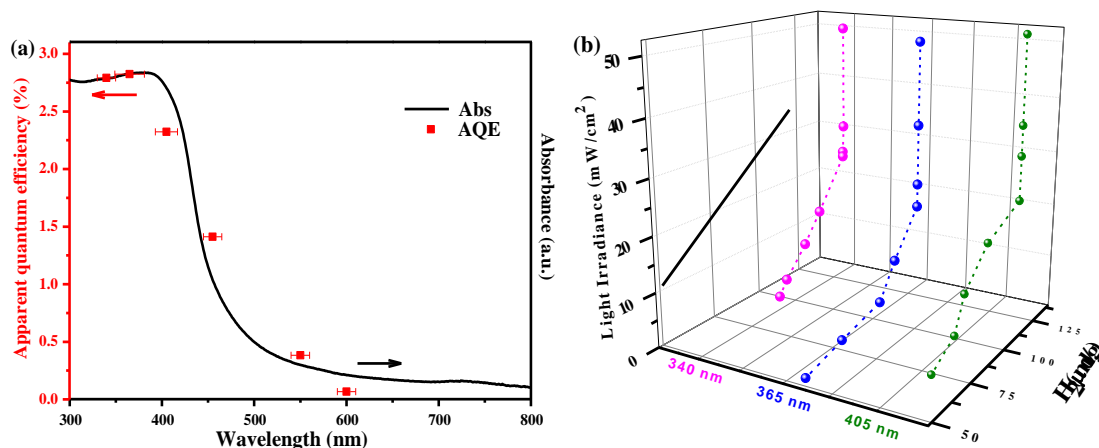 (a)
Apparent quantum efficiency (%)
3.0
2.5
2.0
1.5
1.0
0.5
0.0
300
400
500
600
700
800
Wavelength (nm)
Absorbance (a.u.)
Abs
AQE
(b)
Light Irradiance (mW/cm²)
50
40
30
20
10
0
340 nm
365 nm
405 nm
50
75
100
125